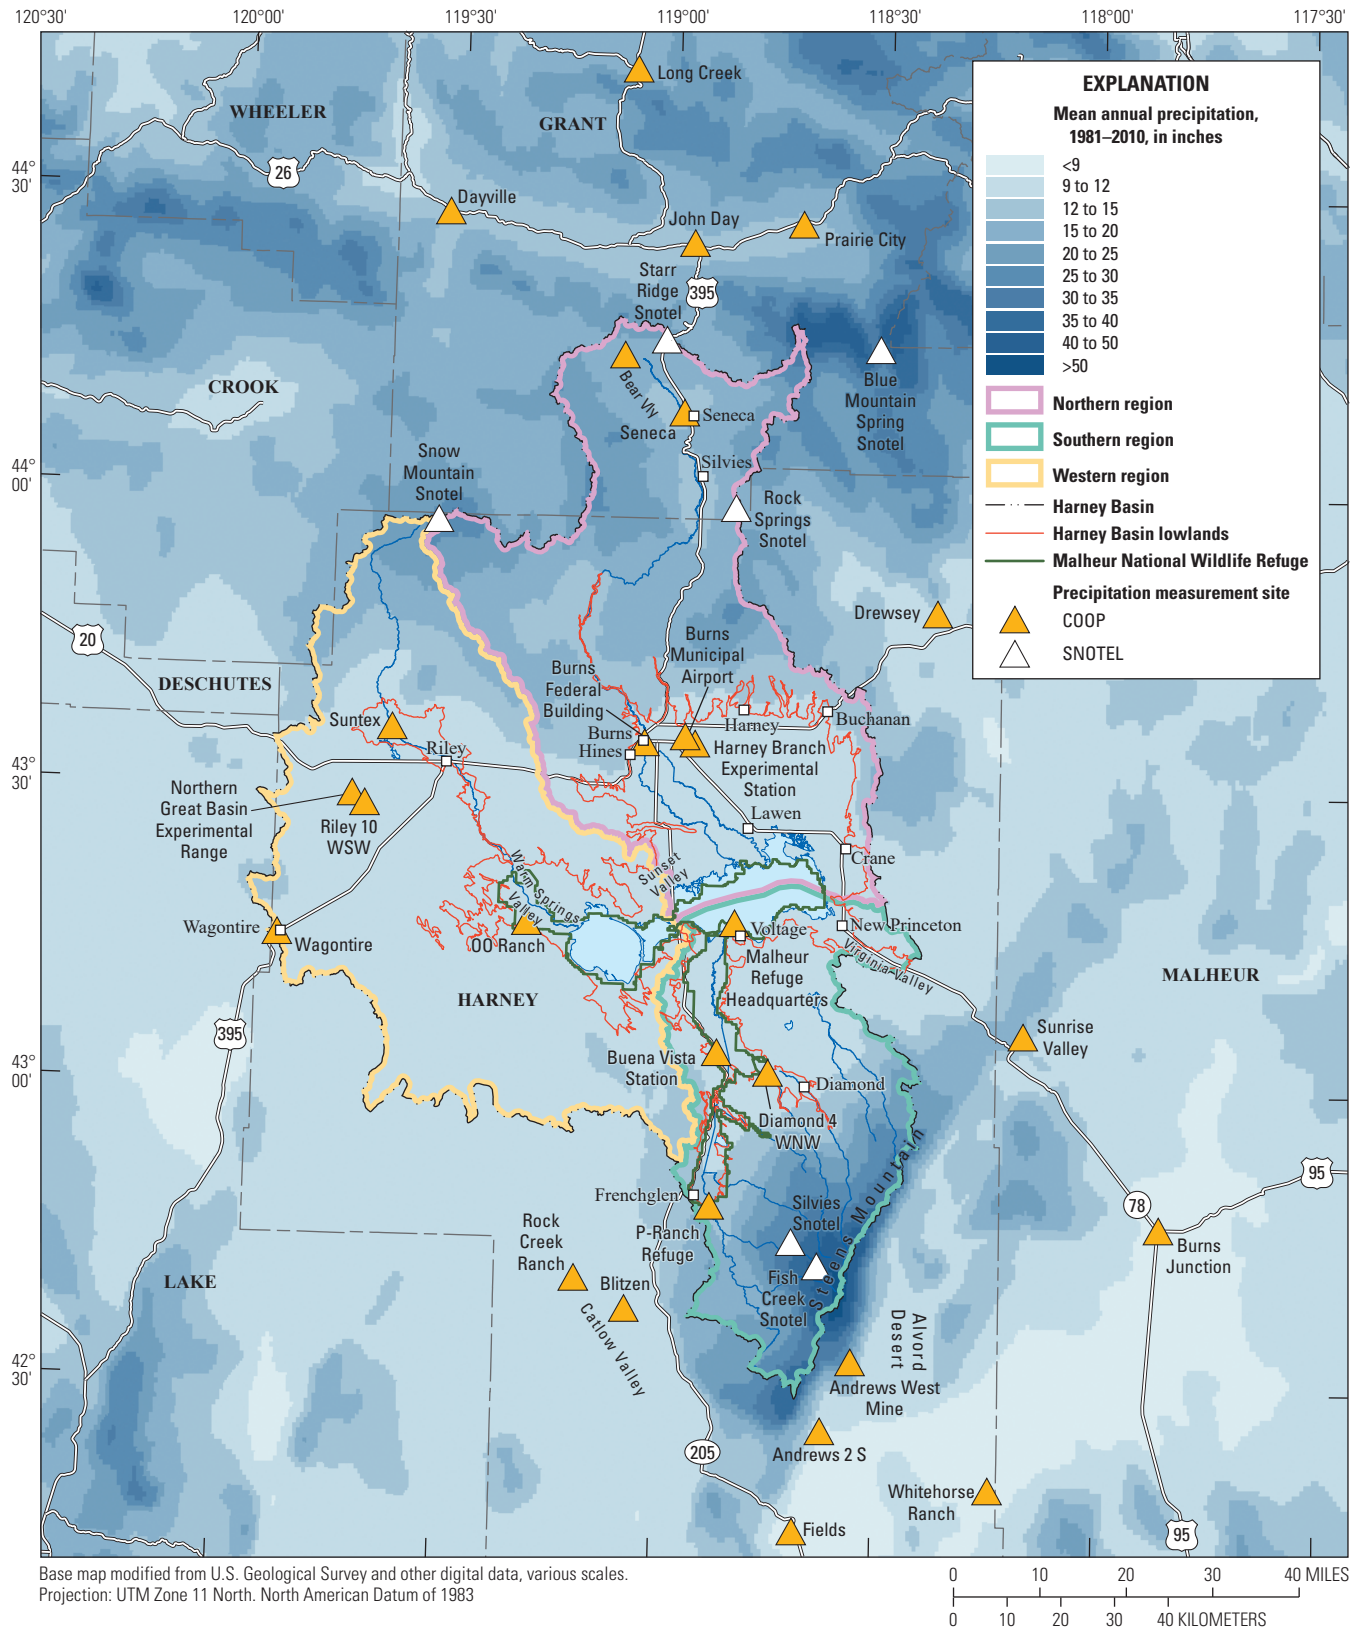 120°30'
120°00'
119°30'
119°00'
118°30'
118°00'
117°30'
44°
30'
44°
00'
43°
30'
43°
00'
42°
30'
EXPLANATION
Mean annual precipitation,
1981–2010, in inches
<9
9 to 12
12 to 15
15 to 20
20 to 25
25 to 30
30 to 35
35 to 40
40 to 50
>50
Northern region
Southern region
Western region
Harney Basin
Harney Basin lowlands
Malheur National Wildlife Refuge
Precipitation measurement site
COOP
SNOTEL
Long Creek
WHEELER
GRANT
26
Dayville
John Day
Prairie City
Starr
Ridge
Snotel
395
Blue
Mountain
Spring
Snotel
CROOK
Bear Vly
Seneca
Seneca
Silvies
Snow
Mountain
Snotel
Rock
Springs
Snotel
Drewsey
20
DESCHUTES
Burns
Municipal
Airport
Burns
Federal
Building
Suntex
Riley
Burns
Hines
Harney
Buchanan
Harney Branch
Experimental
Station
Northern
Great Basin
Experimental
Range
Riley 10
WSW
Lawen
Crane
Sunset
Valley
Warm Springs
Valley
OO Ranch
Wagontire
Wagontire
Voltage
New Princeton
Virginia Valley
Malheur
Refuge
Headquarters
HARNEY
MALHEUR
395
Sunrise
Valley
Buena Vista
Station
Diamond
Diamond 4
WNW
Steens Mountain
Frenchglen
P-Ranch
Refuge
Silvies
Snotel
Fish
Creek
Snotel
95
78
Burns
Junction
Rock
Creek
Ranch
Blitzen
Catlow Valley
LAKE
Alvord
Desert
Andrews West
Mine
Andrews 2 S
205
Whitehorse
Ranch
Fields
95
Base map modified from U.S. Geological Survey and other digital data, various scales.
Projection: UTM Zone 11 North. North American Datum of 1983
0 10 20 30 40 MILES
0 10 20 30 40 KILOMETERS